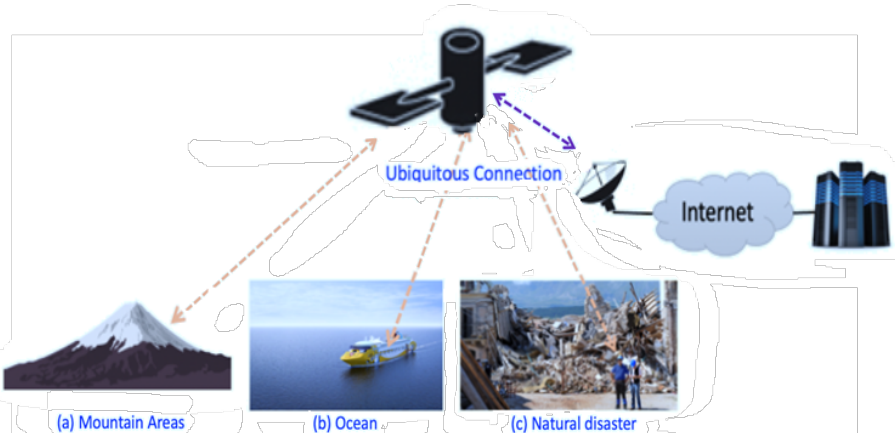 Ubiquitous Connection
Internet
(a) Mountain Areas
(b) Ocean
(c) Natural disaster